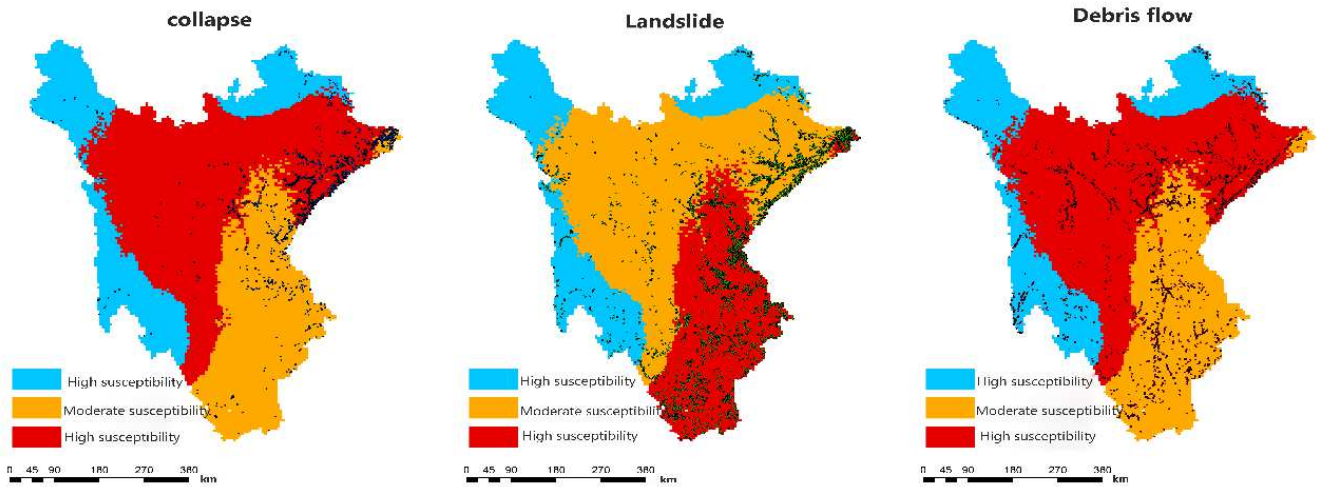 collapse
High susceptibility
Moderate susceptibility
High susceptibility
0 45 90 180 270 380
km
Landslide
High susceptibility
Moderate susceptibility
High susceptibility
0 45 90 180 270 380
km
Debris flow
High susceptibility
Moderate susceptibility
High susceptibility
0 45 90 180 270 380
km